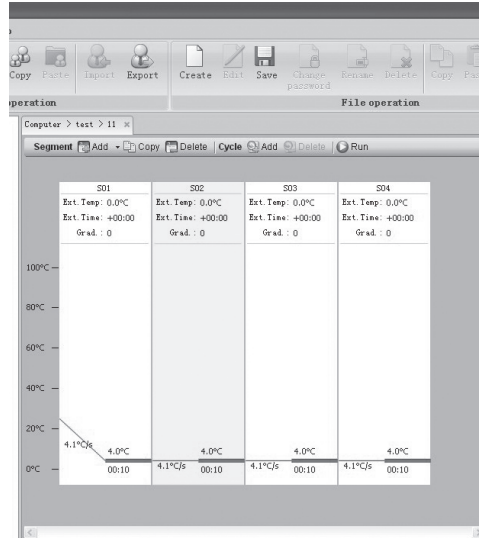 Copy Paste Import Export Create Edit Save Change password Rename Delete Copy Pas
operation File operation
Computer > test > 11 ×
Segment Add Copy Delete Cycle Add Delete Run
S01 S02 S03 S04
Ext.Temp: 0.0°C Ext.Temp: 0.0°C Ext.Temp: 0.0°C Ext.Temp: 0.0°C
Ext.Time: +00:00 Ext.Time: +00:00 Ext.Time: +00:00 Ext.Time: +00:00
Grad.: 0 Grad.: 0 Grad.: 0 Grad.: 0
100°C
80°C
60°C
40°C
20°C
4.1°C/s 4.0°C 4.0°C 4.0°C 4.0°C
0°C 00:10 4.1°C/s 00:10 4.1°C/s 00:10 4.1°C/s 00:10